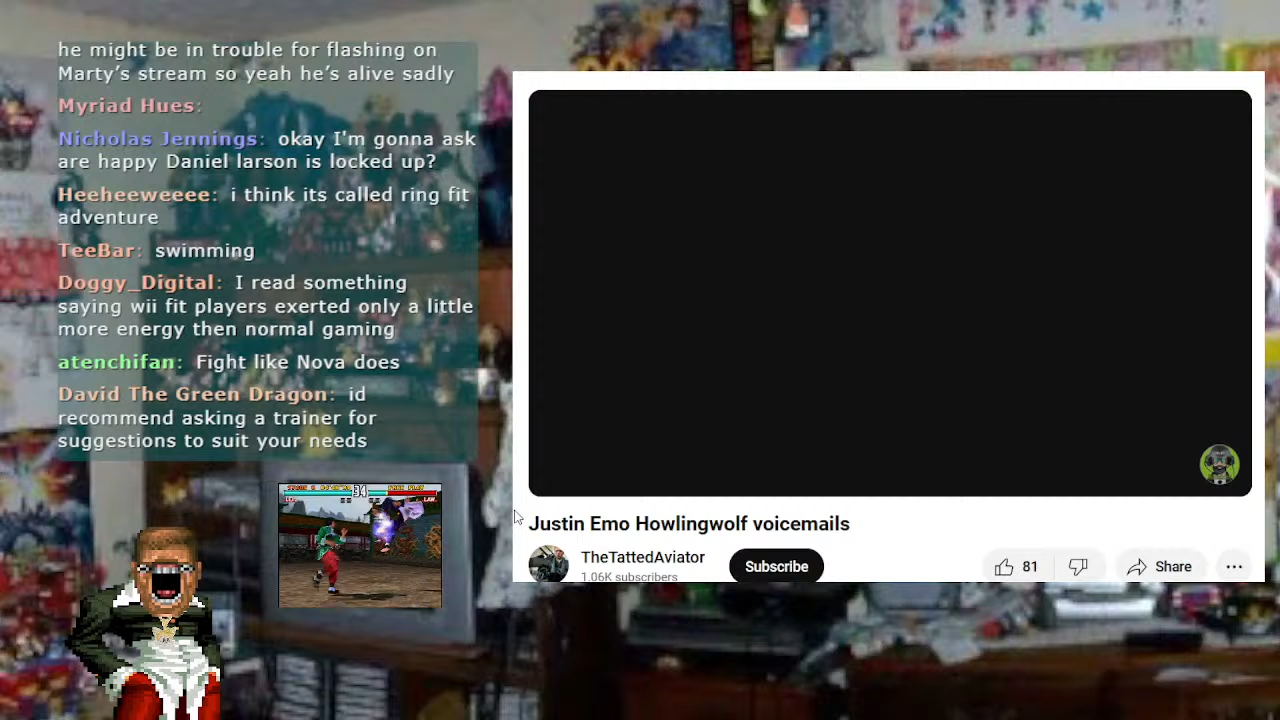 he might be in trouble for flashing on
Marty’s stream so yeah he’s alive sadly
Myriad Hues:
Nicholas Jennings: okay I'm gonna ask
are happy Daniel larson is locked up?
Heeheeweeee: i think its called ring fit
adventure
TeeBar: swimming
Doggy_Digital: I read something
saying wii fit players exerted only a little
more energy then normal gaming
atenchifan: Fight like Nova does
David The Green Dragon: id
recommend asking a trainer for
suggestions to suit your needs
34
LAW
Justin Emo Howlingwolf voicemails
TheTattedAviator
1.06K subscribers
Subscribe
81
Share